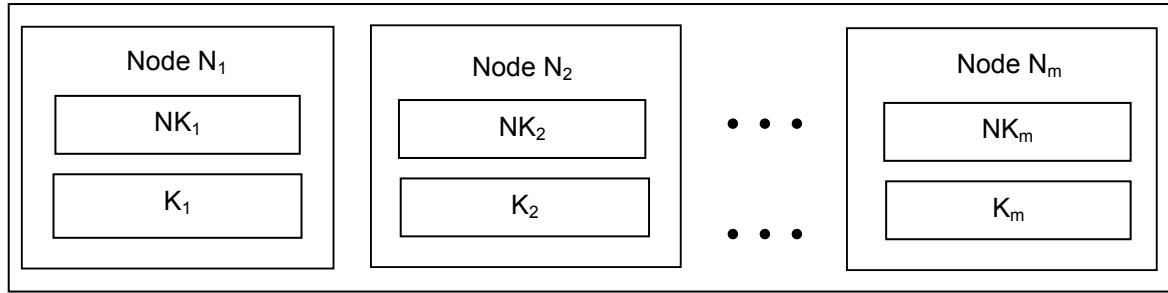 Node N₁ Node N₂ Node Nₘ
NK₁ NK₂ • • • NKₘ
K₁ K₂ • • • Kₘ